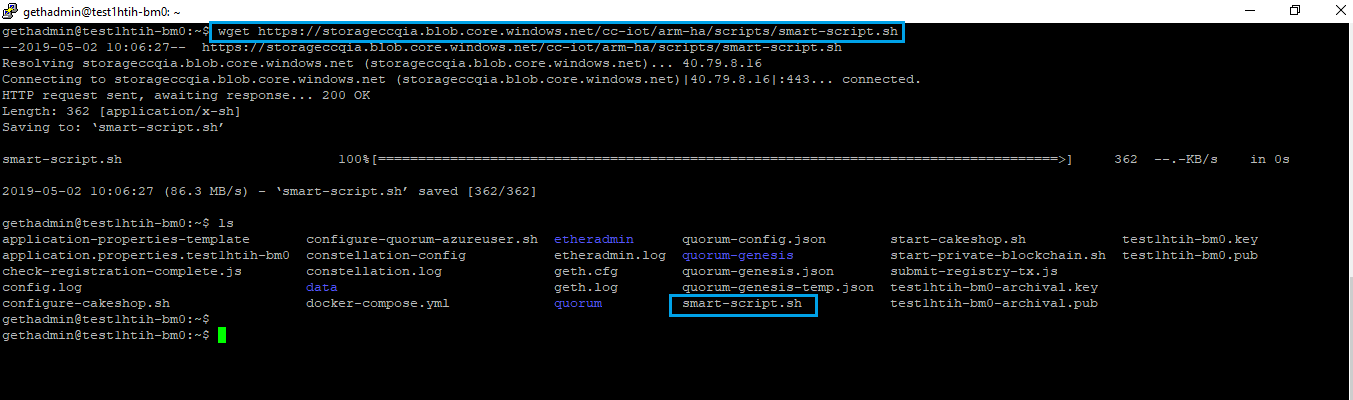 gethadmin@test1htih-bm0: ~
gethadmin@test1htih-bm0:~$ wget https://storageccqia.blob.core.windows.net/cc-iot/arm-ha/scripts/smart-script.sh
--2019-05-02 10:06:27--  https://storageccqia.blob.core.windows.net/cc-iot/arm-ha/scripts/smart-script.sh
Resolving storageccqia.blob.core.windows.net (storageccqia.blob.core.windows.net)... 40.79.8.16
Connecting to storageccqia.blob.core.windows.net (storageccqia.blob.core.windows.net)|40.79.8.16|:443... connected.
HTTP request sent, awaiting response... 200 OK
Length: 362 [application/x-sh]
Saving to: ‘smart-script.sh’
smart-script.sh 100%[=====================================================================================>] 362 --.-KB/s in 0s
2019-05-02 10:06:27 (86.3 MB/s) - ‘smart-script.sh’ saved [362/362]
gethadmin@test1htih-bm0:~$ ls
application-properties-template configure-quorum-azureuser.sh etheradmin quorum-config.json start-cakeshop.sh test1htih-bm0.key
application.properties.test1htih-bm0 constellation-config etheradmin.log quorum-genesis start-private-blockchain.sh test1htih-bm0.pub
check-registration-complete.js constellation.log geth.cfg quorum-genesis.json submit-registry-tx.js
config.log data geth.log quorum-genesis-temp.json test1htih-bm0-archival.key
configure-cakeshop.sh docker-compose.yml quorum smart-script.sh test1htih-bm0-archival.pub
gethadmin@test1htih-bm0:~$
gethadmin@test1htih-bm0:~$